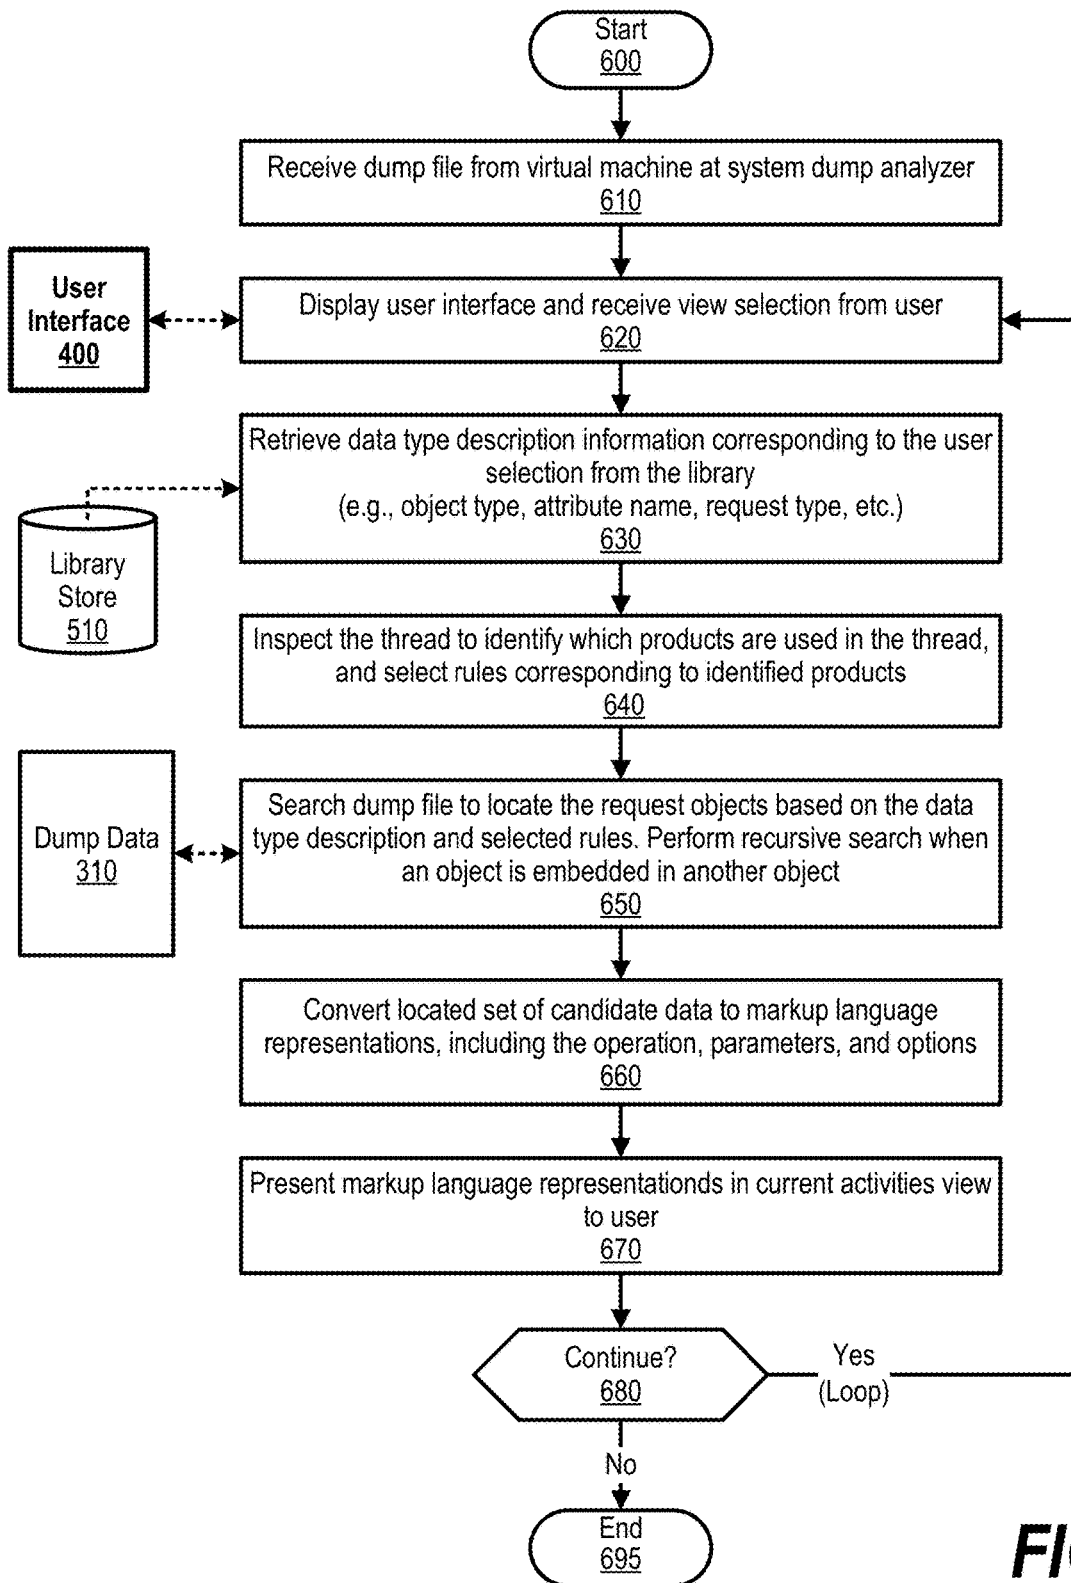 Start
600
Receive dump file from virtual machine at system dump analyzer
610
User
Interface
400
Display user interface and receive view selection from user
620
Retrieve data type description information corresponding to the user
selection from the library
(e.g., object type, attribute name, request type, etc.)
630
Library
Store
510
Inspect the thread to identify which products are used in the thread,
and select rules corresponding to identified products
640
Dump Data
310
Search dump file to locate the request objects based on the data
type description and selected rules. Perform recursive search when
an object is embedded in another object
650
Convert located set of candidate data to markup language
representations, including the operation, parameters, and options
660
Present markup language representationds in current activities view
to user
670
Continue?
680
Yes
(Loop)
No
End
695